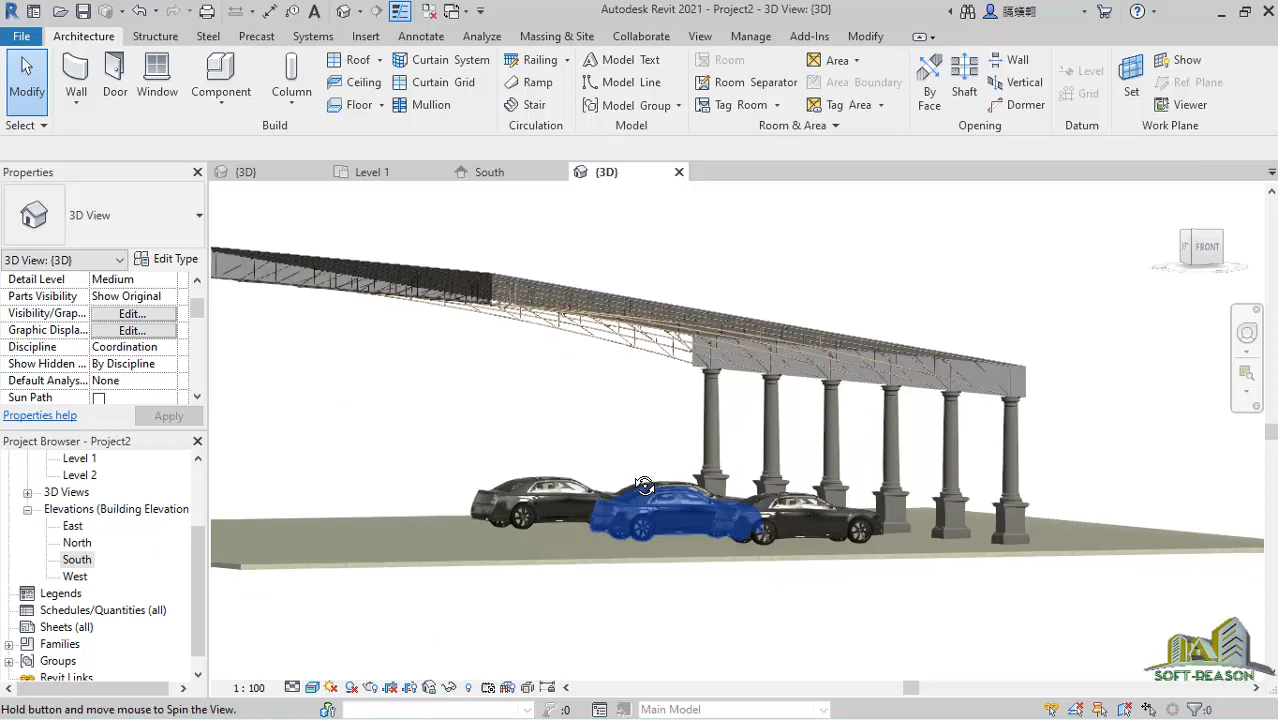 Autodesk Revit 2021 - Project2 - 3D View: {3D}
File Architecture Structure Steel Precast Systems Insert Annotate Analyze Massing & Site Collaborate View Manage Add-Ins Modify
Modify
Wall
Door
Window
Component
Column
Roof
Ceiling
Floor
Curtain System
Curtain Grid
Mullion
Railing
Ramp
Stair
Model Text
Model Line
Model Group
Room
Room Separator
Tag Room
Area
Area Boundary
Tag Area
By
Face
Shaft
Wall
Vertical
Dormer
Level
Grid
Set
Show
Ref Plane
Viewer
Select Build Circulation Model Room & Area Opening Datum Work Plane
Properties
{3D} Level 1 South {3D}
3D View
3D View: {3D} Edit Type
Detail Level Medium
Parts Visibility Show Original
Visibility/Grap... Edit...
Graphic Displa... Edit...
Discipline Coordination
Show Hidden ... By Discipline
Default Analys... None
Sun Path
Properties help Apply
Project Browser - Project2
Level 1
Level 2
3D Views
Elevations (Building Elevation
East
North
South
West
Legends
Schedules/Quantities (all)
Sheets (all)
Families
Groups
Revit Links
FRONT
SOFT-REASON
1 : 100
Hold button and move mouse to Spin the View.
:0
Main Model
:0